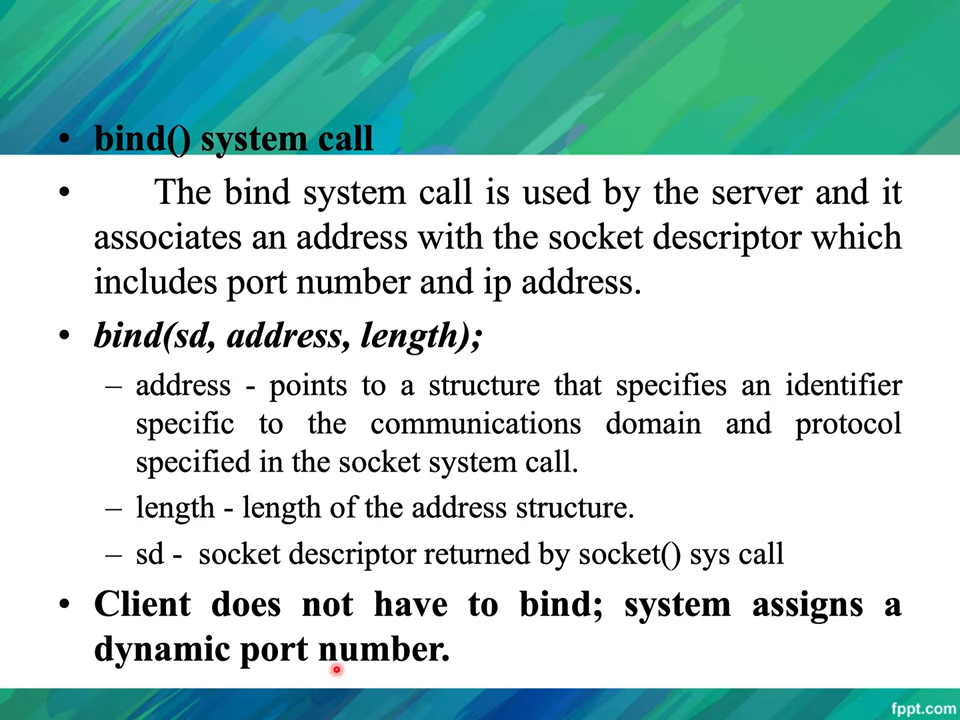 • bind() system call
• The bind system call is used by the server and it
associates an address with the socket descriptor which
includes port number and ip address.
• bind(sd, address, length);
– address - points to a structure that specifies an identifier
specific to the communications domain and protocol
specified in the socket system call.
– length - length of the address structure.
– sd - socket descriptor returned by socket() sys call
• Client does not have to bind; system assigns a
dynamic port number.
fppt.com